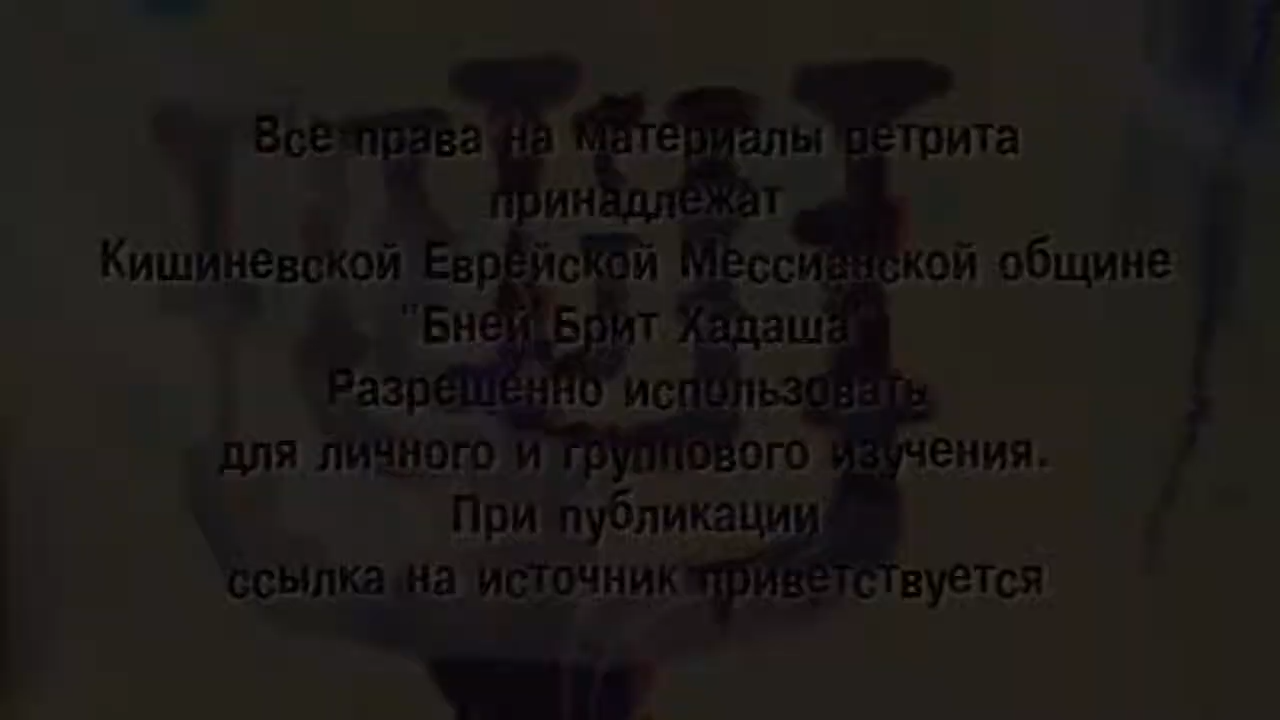 Все права на материалы ретрита
принадлежат
Кишиневской Еврейской Мессианской общине
"Бней Брит Хадаша"
Разрешенно использовать
для личного и группового изучения.
При публикации
ссылка на источник приветствуется